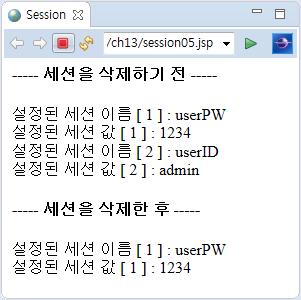 Session
/ch13/session05.jsp
----- 세션을 삭제하기 전 -----
설정된 세션 이름 [ 1 ] : userPW
설정된 세션 값 [ 1 ] : 1234
설정된 세션 이름 [ 2 ] : userID
설정된 세션 값 [ 2 ] : admin
----- 세션을 삭제한 후 -----
설정된 세션 이름 [ 1 ] : userPW
설정된 세션 값 [ 1 ] : 1234